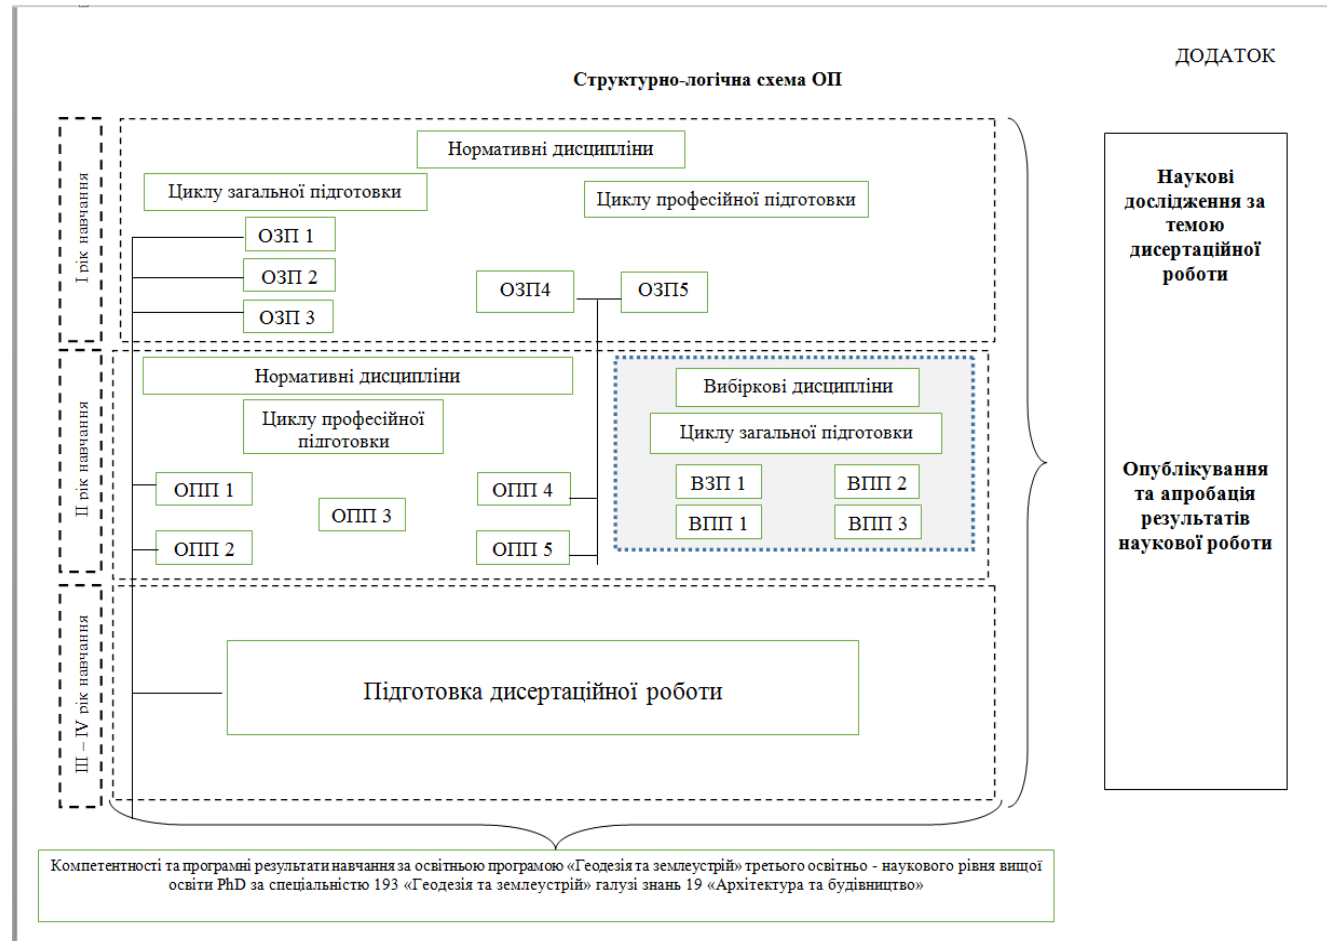 ДОДАТОК
Структурно-логічна схема ОП
І рік навчання
Нормативні дисципліни
Циклу загальної підготовки
Циклу професійної підготовки
ОЗП 1
ОЗП 2
ОЗП 3
ОЗП4
ОЗП5
ІІ рік навчання
Нормативні дисципліни
Циклу професійної
підготовки
ОПП 1
ОПП 2
ОПП 3
ОПП 4
ОПП 5
Вибіркові дисципліни
Циклу загальної підготовки
ВЗП 1
ВПП 2
ВПП 1
ВПП 3
ІІІ – IV рік навчання
Підготовка дисертаційної роботи
Наукові
дослідження за
темою
дисертаційної
роботи
Опублікування
та апробація
результатів
наукової роботи
Компетентності та програмні результати навчання за освітньою програмою «Геодезія та землеустрій» третього освітньо - наукового рівня вищої
освіти PhD за спеціальністю 193 «Геодезія та землеустрій» галузі знань 19 «Архітектура та будівництво»